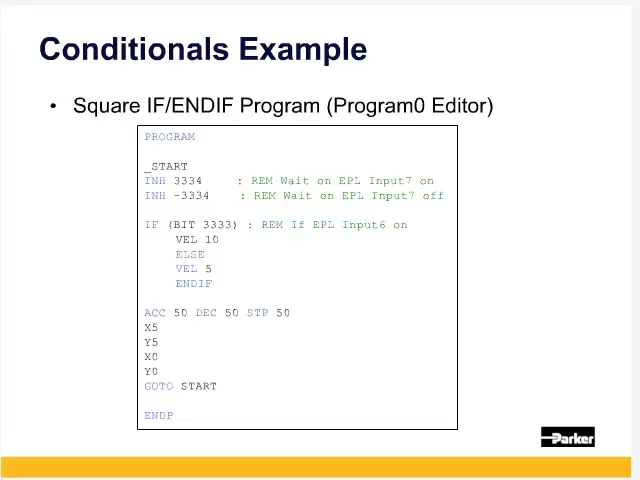 Conditionals Example
• Square IF/ENDIF Program (Program0 Editor)
PROGRAM
_START
INH 3334 : REM Wait on EPL Input7 on
INH -3334 : REM Wait on EPL Input7 off
IF (BIT 3333) : REM If EPL Input6 on
VEL 10
ELSE
VEL 5
ENDIF
ACC 50 DEC 50 STP 50
X5
Y5
X0
Y0
GOTO START
ENDP
Parker